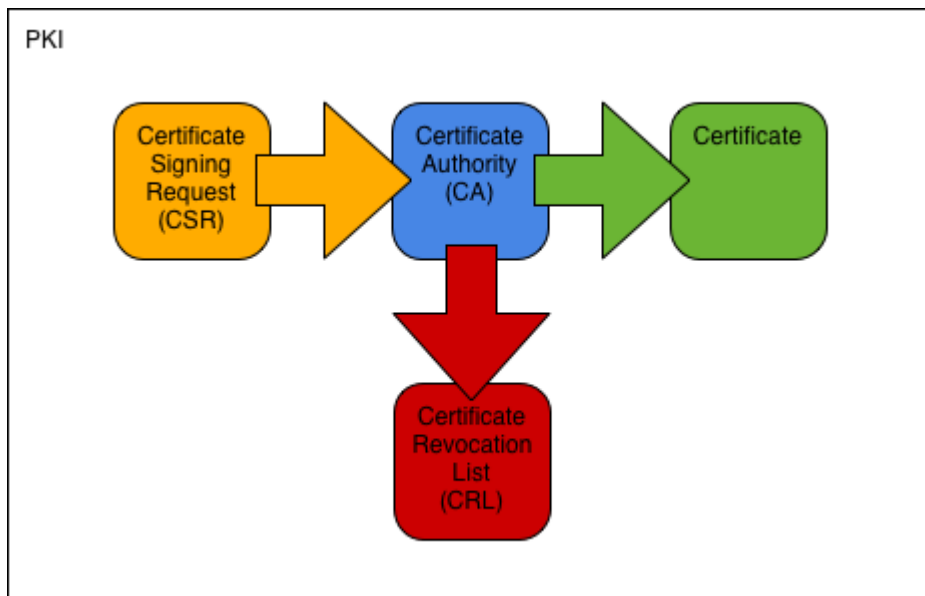 PKI
Certificate
Signing
Request
(CSR)
Certificate
Authority
(CA)
Certificate
Certificate
Revocation
List
(CRL)